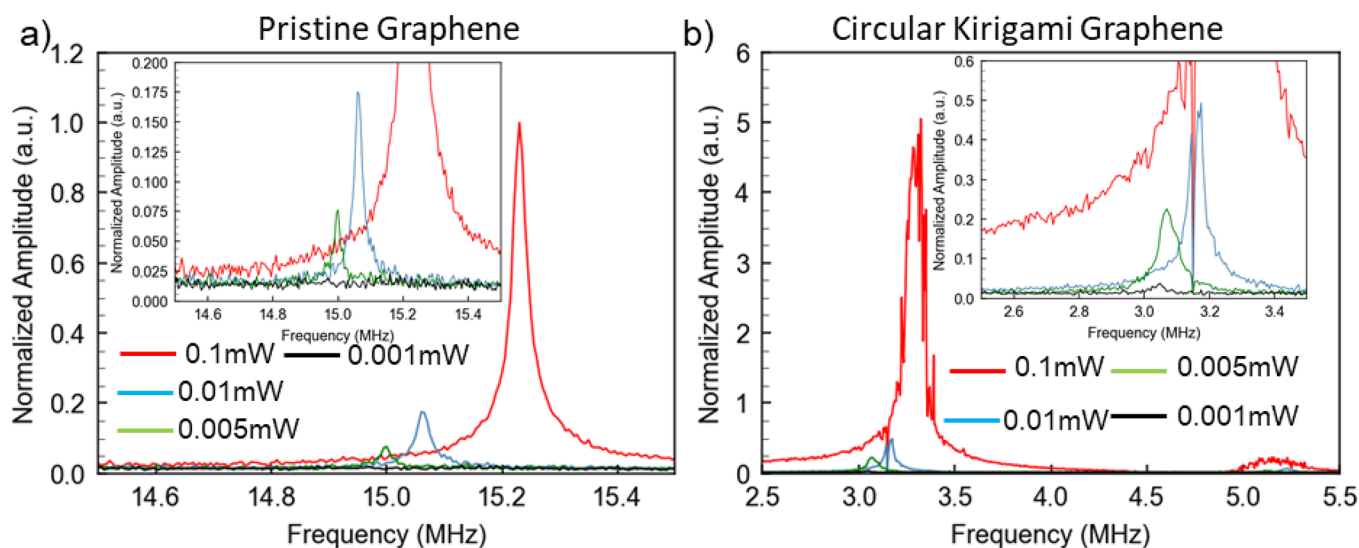 a)
Pristine Graphene
1.2
1.0
0.8
0.6
0.4
0.2
0.0
Normalized Amplitude (a.u.)
14.6
14.8
15.0
15.2
15.4
Frequency (MHz)
0.200
0.175
0.150
0.125
0.100
0.075
0.050
0.025
0.000
Normalized Amplitude (a.u.)
14.6
14.8
15.0
15.2
15.4
Frequency (MHz)
0.1mW
0.001mW
0.01mW
0.005mW
b)
Circular Kirigami Graphene
6
5
4
3
2
1
0
Normalized Amplitude (a.u.)
2.5
3.0
3.5
4.0
4.5
5.0
5.5
Frequency (MHz)
0.6
0.5
0.4
0.3
0.2
0.1
0.0
Normalized Amplitude (a.u.)
2.6
2.8
3.0
3.2
3.4
Frequency (MHz)
0.1mW
0.005mW
0.01mW
0.001mW